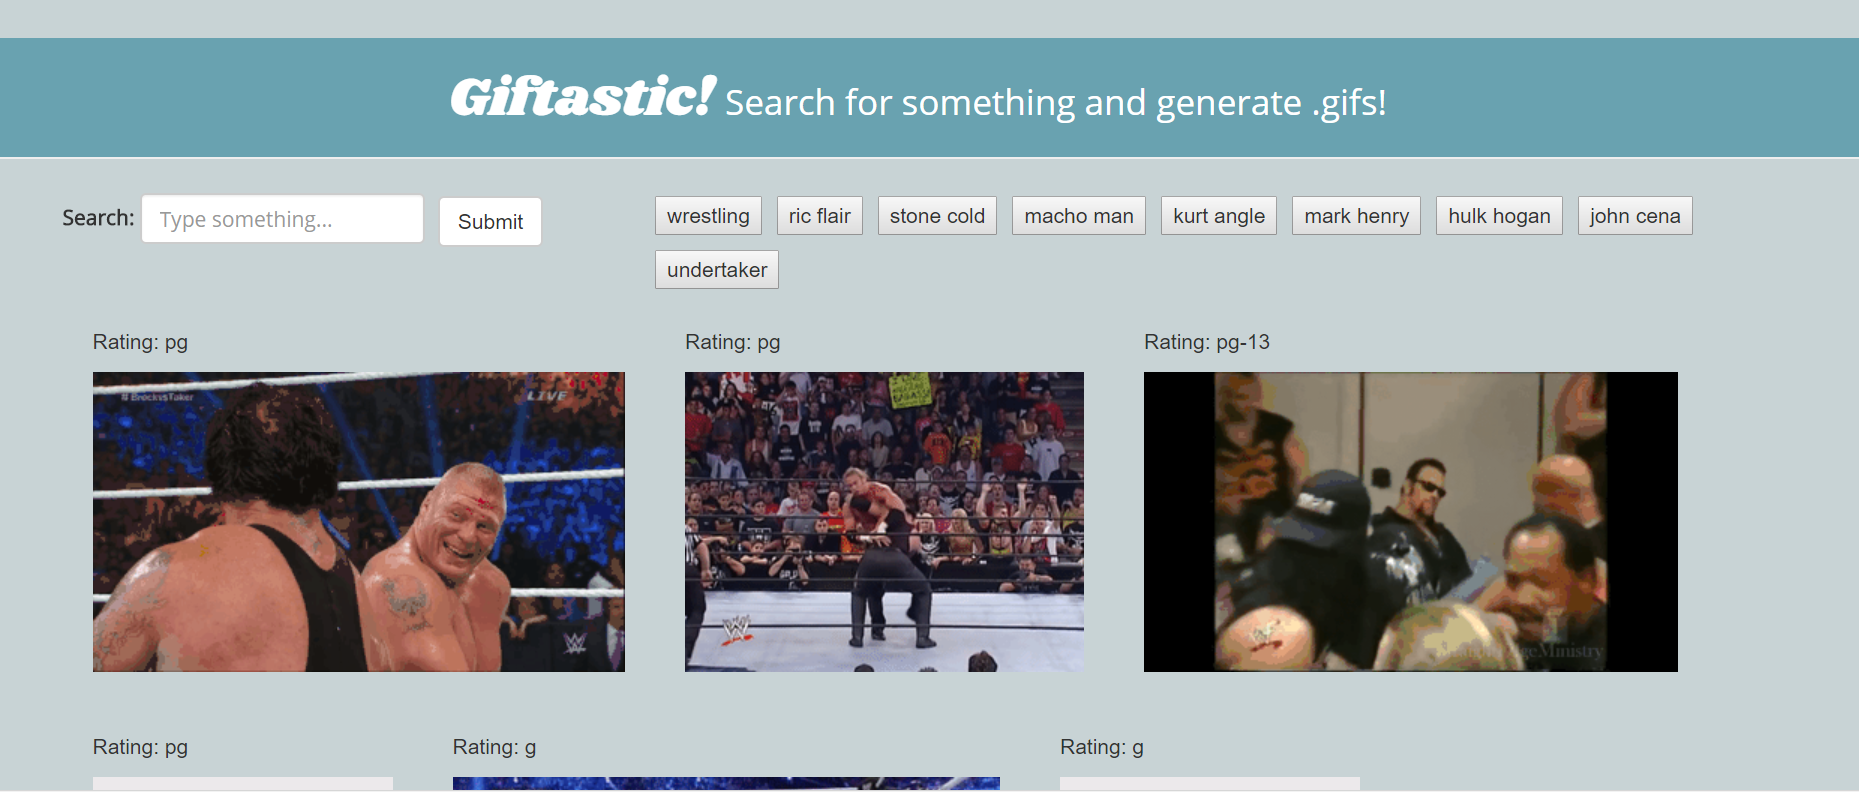 Giftastic! Search for something and generate .gifs!
Search: Type something... Submit
wrestling ric flair stone cold macho man kurt angle mark henry hulk hogan john cena
undertaker
Rating: pg Rating: pg Rating: pg-13
#BrockvsTaker LIVE
Rating: pg Rating: g Rating: g